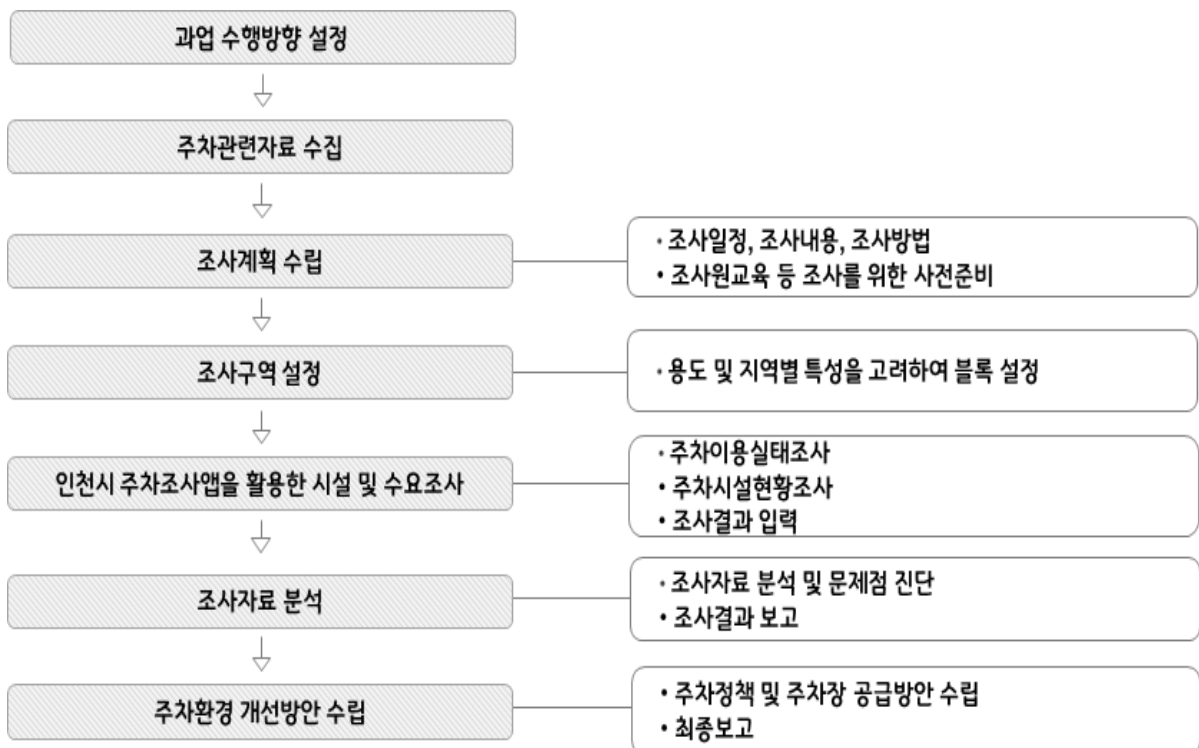 과업 수행방향 설정
주차관련자료 수집
조사계획 수립
• 조사일정, 조사내용, 조사방법
• 조사원교육 등 조사를 위한 사전준비
조사구역 설정
• 용도 및 지역별 특성을 고려하여 블록 설정
인천시 주차조사앱을 활용한 시설 및 수요조사
• 주차이용실태조사
• 주차시설현황조사
• 조사결과 입력
조사자료 분석
• 조사자료 분석 및 문제점 진단
• 조사결과 보고
주차환경 개선방안 수립
• 주차정책 및 주차장 공급방안 수립
• 최종보고